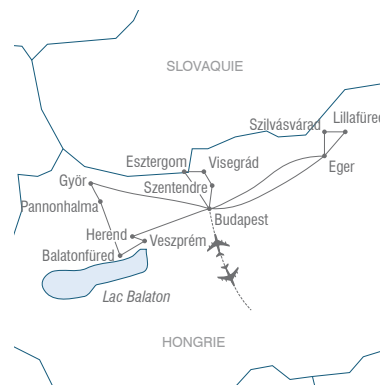 SLOVAQUIE
Lillafüred
Szilvásvárad
Esztergom
Visegrád
Eger
Györ
Szentendre
Pannonhalma
Budapest
Herend
Veszprém
Balatonfüred
Lac Balaton
HONGRIE